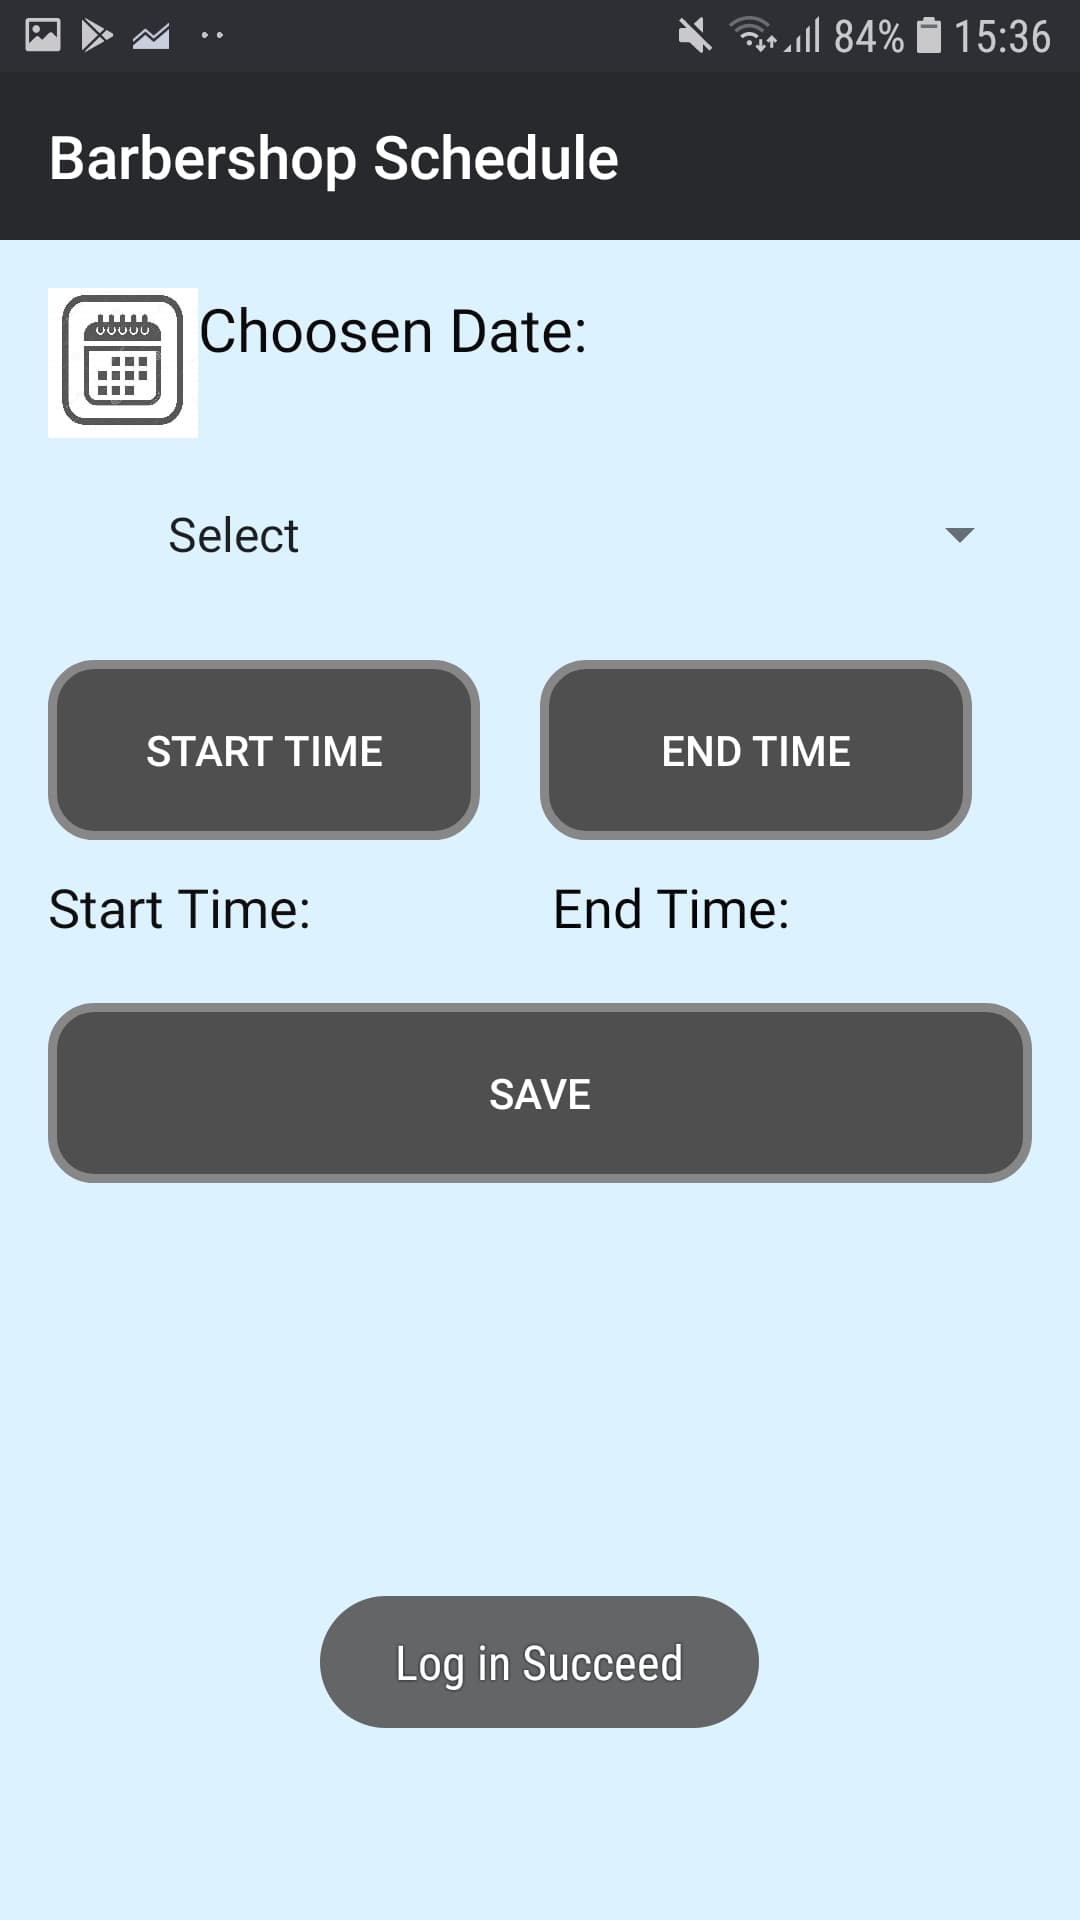 84% 15:36
Barbershop Schedule
Choosen Date:
Select
START TIME END TIME
Start Time: End Time:
SAVE
Log in Succeed